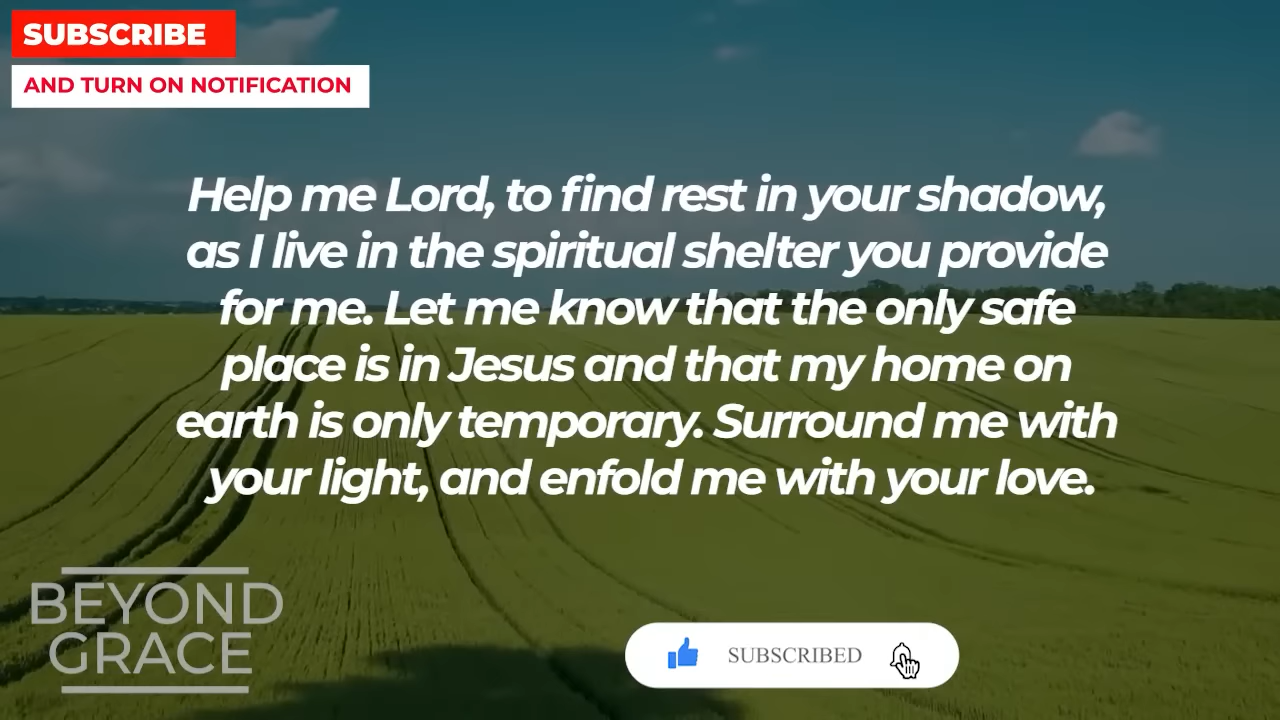 SUBSCRIBE
AND TURN ON NOTIFICATION
Help me Lord, to find rest in your shadow,
as I live in the spiritual shelter you provide
for me. Let me know that the only safe
place is in Jesus and that my home on
earth is only temporary. Surround me with
your light, and enfold me with your love.
BEYOND
GRACE
SUBSCRIBED